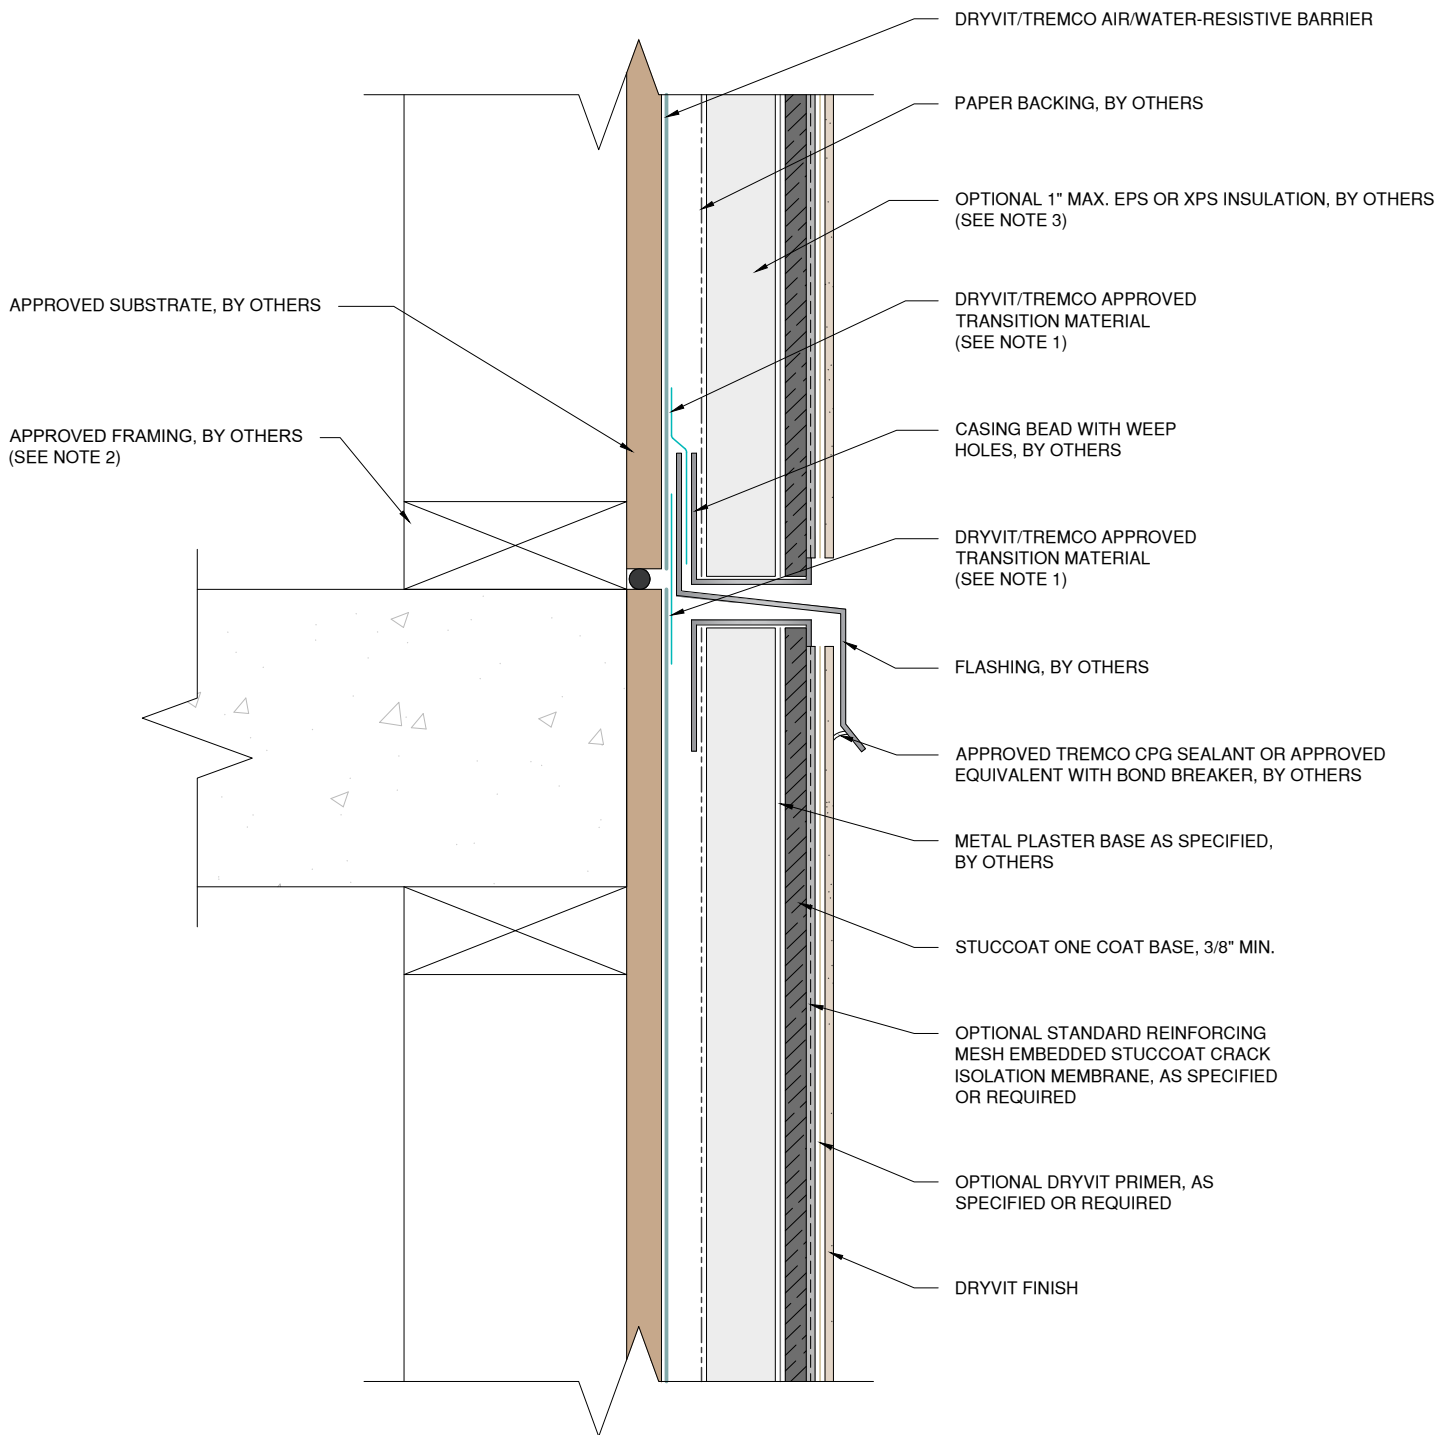 DRYVIT/TREMCO AIR/WATER-RESISTIVE BARRIER
PAPER BACKING, BY OTHERS
OPTIONAL 1" MAX. EPS OR XPS INSULATION, BY OTHERS
(SEE NOTE 3)
APPROVED SUBSTRATE, BY OTHERS
DRYVIT/TREMCO APPROVED
TRANSITION MATERIAL
(SEE NOTE 1)
APPROVED FRAMING, BY OTHERS
(SEE NOTE 2)
CASING BEAD WITH WEEP
HOLES, BY OTHERS
DRYVIT/TREMCO APPROVED
TRANSITION MATERIAL
(SEE NOTE 1)
FLASHING, BY OTHERS
APPROVED TREMCO CPG SEALANT OR APPROVED
EQUIVALENT WITH BOND BREAKER, BY OTHERS
METAL PLASTER BASE AS SPECIFIED,
BY OTHERS
STUCCOAT ONE COAT BASE, 3/8" MIN.
OPTIONAL STANDARD REINFORCING
MESH EMBEDDED STUCCOAT CRACK
ISOLATION MEMBRANE, AS SPECIFIED
OR REQUIRED
OPTIONAL DRYVIT PRIMER, AS
SPECIFIED OR REQUIRED
DRYVIT FINISH